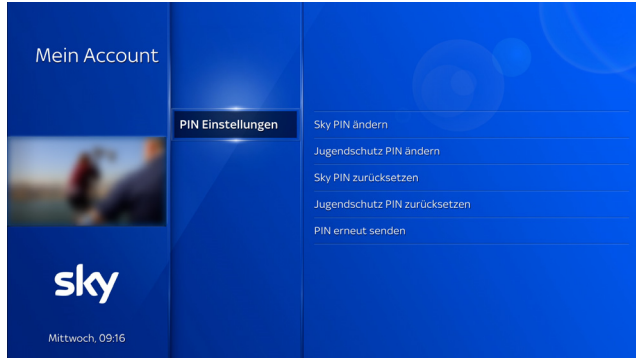 Mein Account
PIN Einstellungen
Sky PIN ändern
Jugendschutz PIN ändern
Sky PIN zurücksetzen
Jugendschutz PIN zurücksetzen
PIN erneut senden
sky
Mittwoch, 09:16